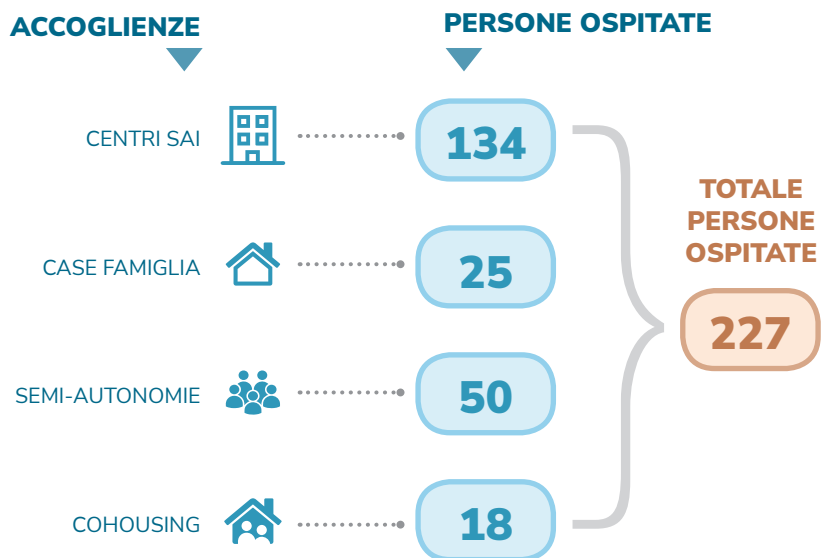 ACCOGLIENZE
PERSONE OSPITATE
CENTRI SAI
134
CASE FAMIGLIA
25
SEMI-AUTONOMIE
50
COHOUSING
18
TOTALE
PERSONE
OSPITATE
227